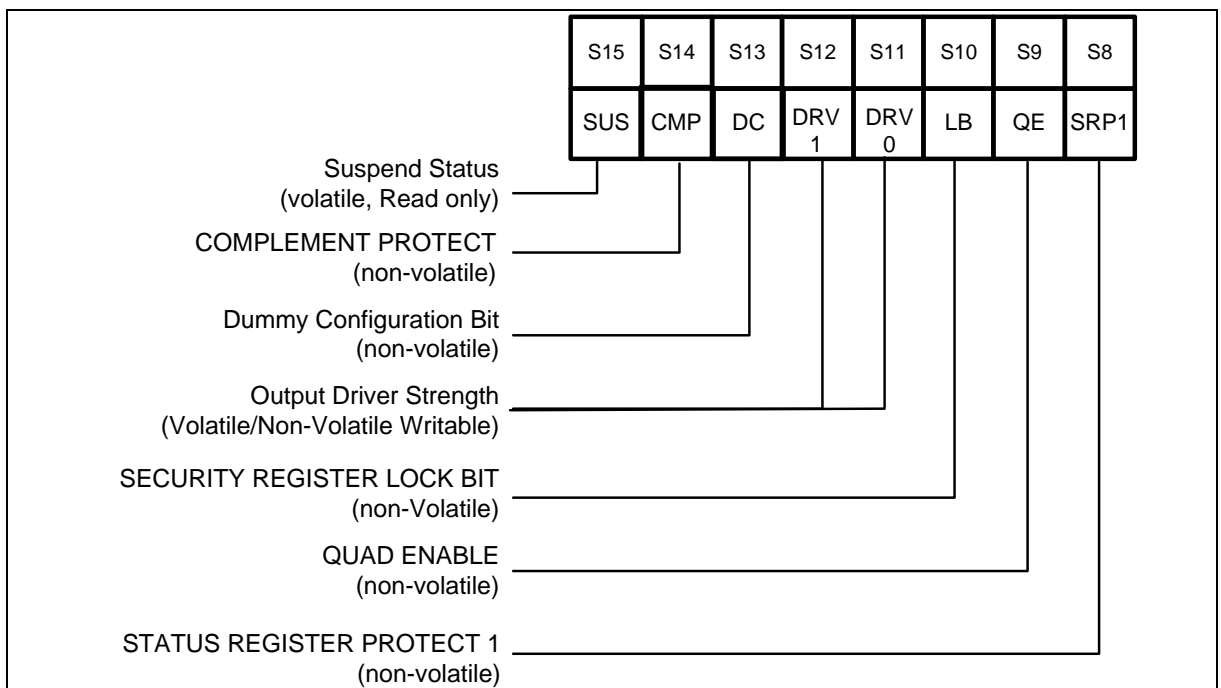 S15 S14 S13 S12 S11 S10 S9 S8
SUS CMP DC DRV 1 DRV 0 LB QE SRP1
Suspend Status
(volatile, Read only)
COMPLEMENT PROTECT
(non-volatile)
Dummy Configuration Bit
(non-volatile)
Output Driver Strength
(Volatile/Non-Volatile Writable)
SECURITY REGISTER LOCK BIT
(non-Volatile)
QUAD ENABLE
(non-volatile)
STATUS REGISTER PROTECT 1
(non-volatile)